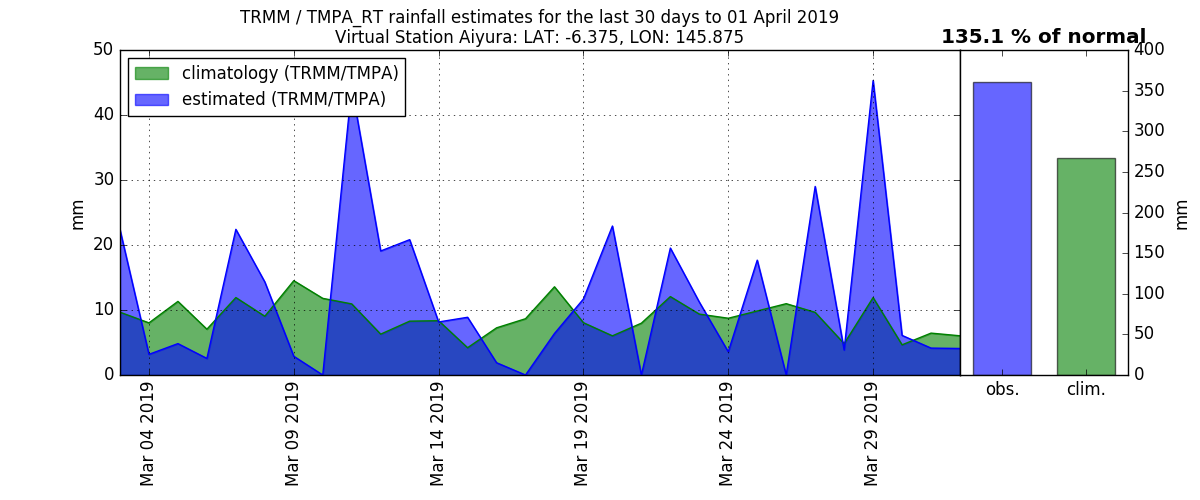 TRMM / TMPA_RT rainfall estimates for the last 30 days to 01 April 2019
Virtual Station Aiyura: LAT: -6.375, LON: 145.875
135.1 % of normal
climatology (TRMM/TMPA)
estimated (TRMM/TMPA)
50
40
30
20
10
0
mm
Mar 04 2019
Mar 09 2019
Mar 14 2019
Mar 19 2019
Mar 24 2019
Mar 29 2019
obs.
clim.
400
350
300
250
200
150
100
50
0
mm